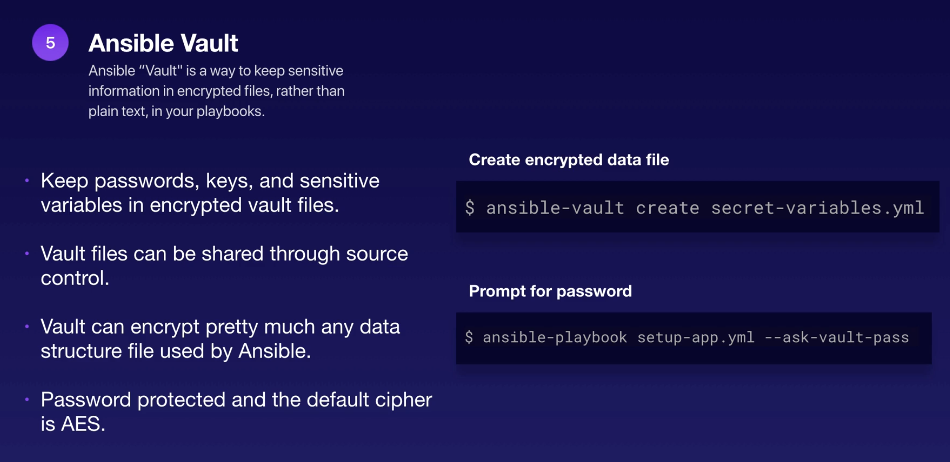 5
Ansible Vault
Ansible “Vault" is a way to keep sensitive
information in encrypted files, rather than
plain text, in your playbooks.
• Keep passwords, keys, and sensitive
variables in encrypted vault files.
• Vault files can be shared through source
control.
• Vault can encrypt pretty much any data
structure file used by Ansible.
• Password protected and the default cipher
is AES.
Create encrypted data file
$ ansible-vault create secret-variables.yml
Prompt for password
$ ansible-playbook setup-app.yml --ask-vault-pass